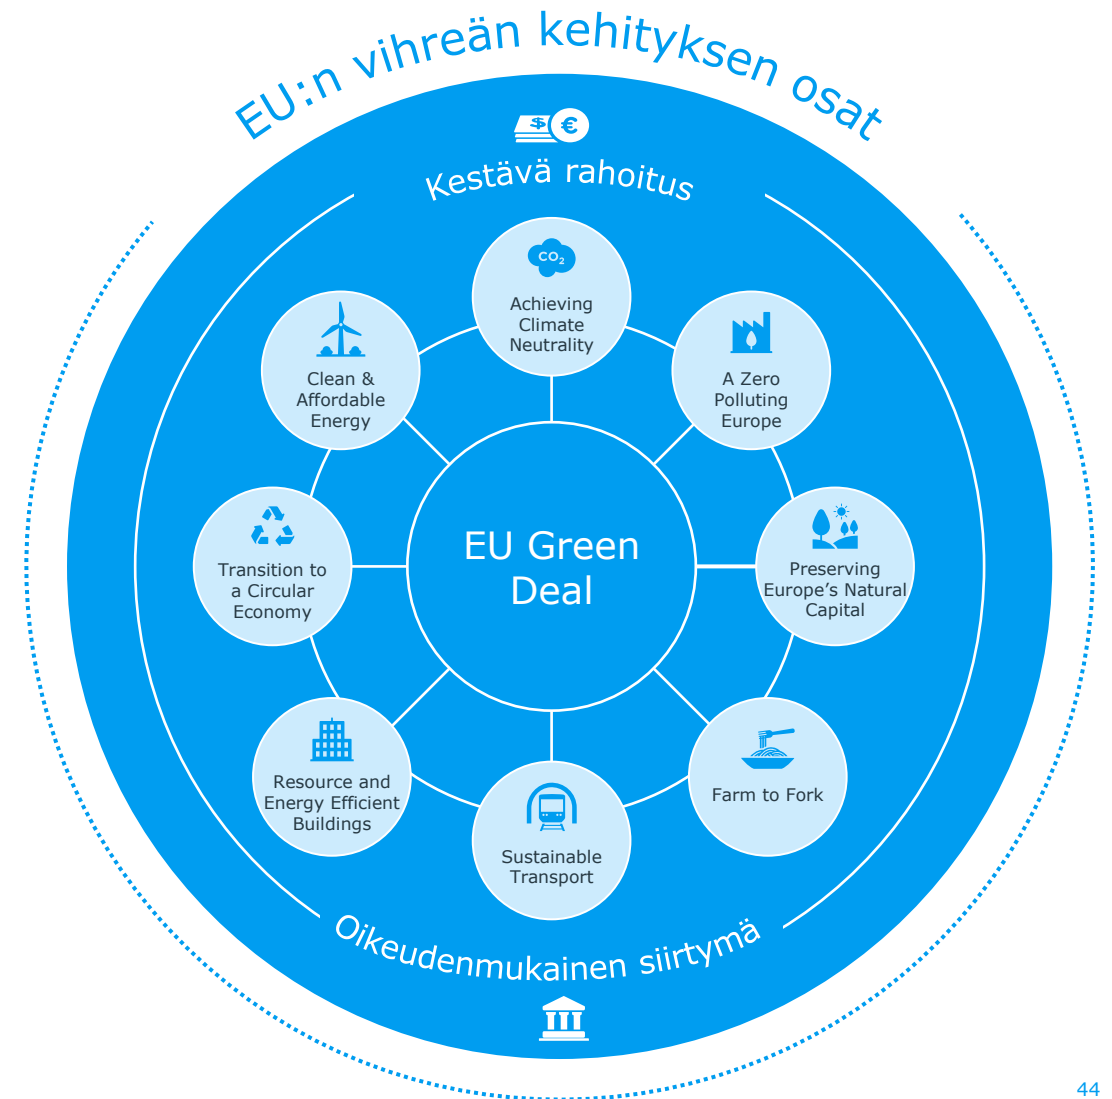 EU:n vihreän kehityksen osat
$ €
Kestävä rahoitus
CO₂
Achieving
Climate
Neutrality
A Zero
Polluting
Europe
Preserving
Europe’s Natural
Capital
Farm to Fork
Sustainable
Transport
Resource and
Energy Efficient
Buildings
Transition to
a Circular
Economy
Clean &
Affordable
Energy
EU Green
Deal
Oikeudenmukainen siirtymä
44